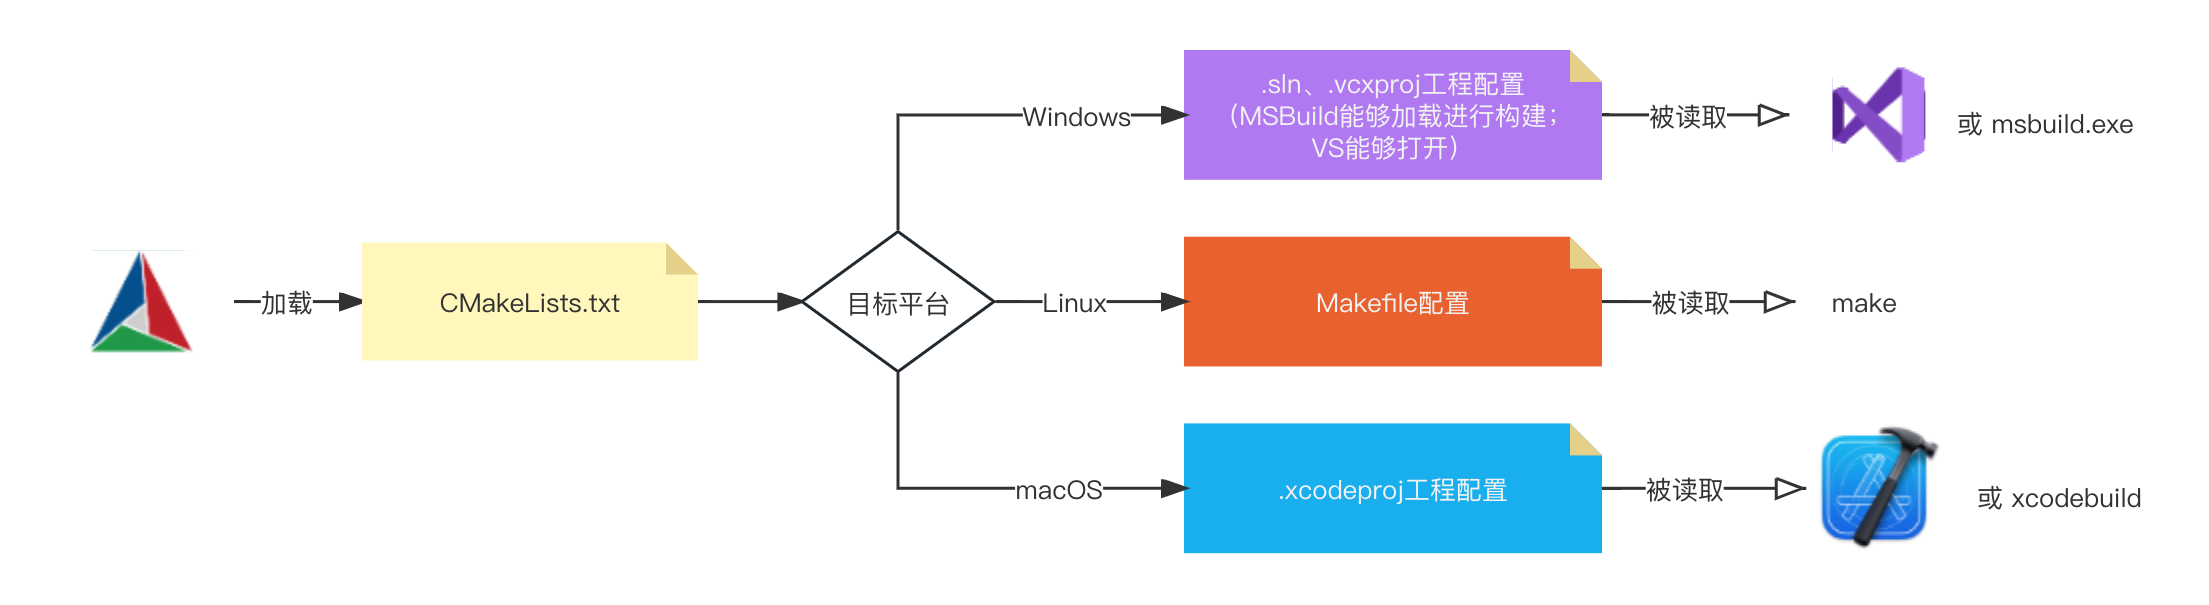 加载
CMakeLists.txt
目标平台
Windows
.sln、.vcxproj工程配置
（MSBuild能够加载进行构建；
VS能够打开）
被读取
或 msbuild.exe
Linux
Makefile配置
被读取
make
macOS
.xcodeproj工程配置
被读取
或 xcodebuild